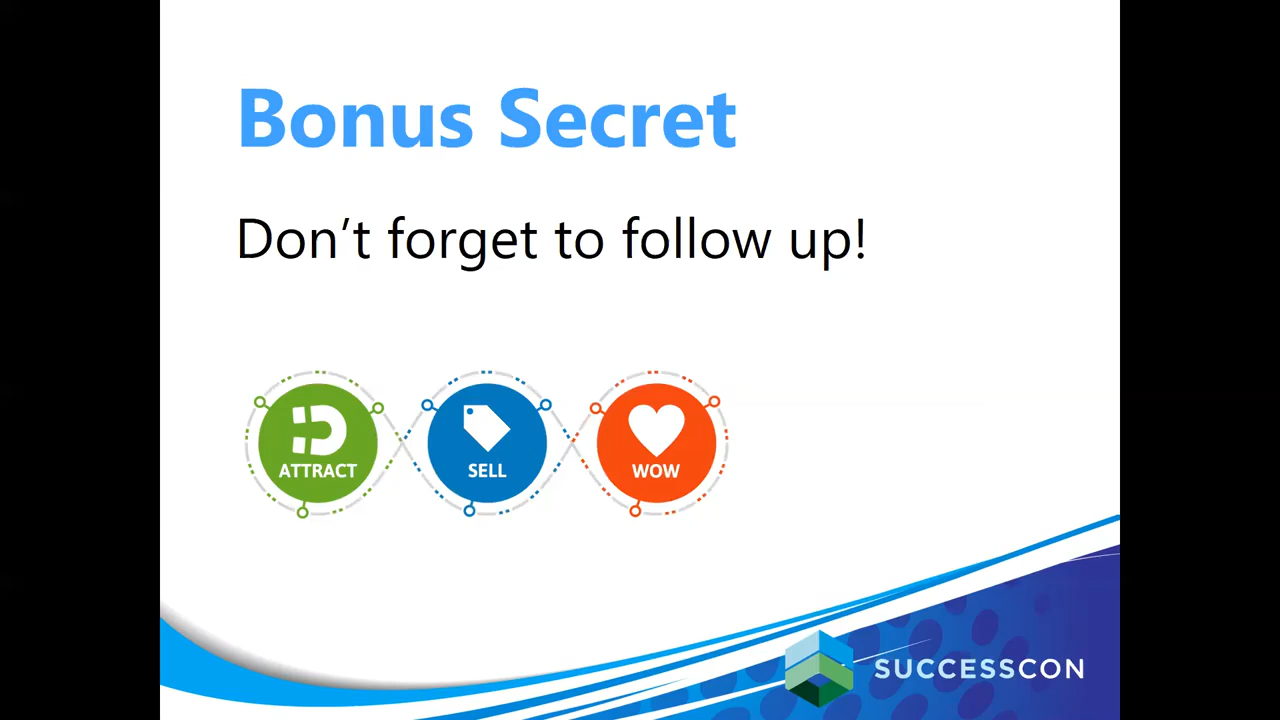 Bonus Secret
Don’t forget to follow up!
ATTRACT
SELL
WOW
SUCCESSCON